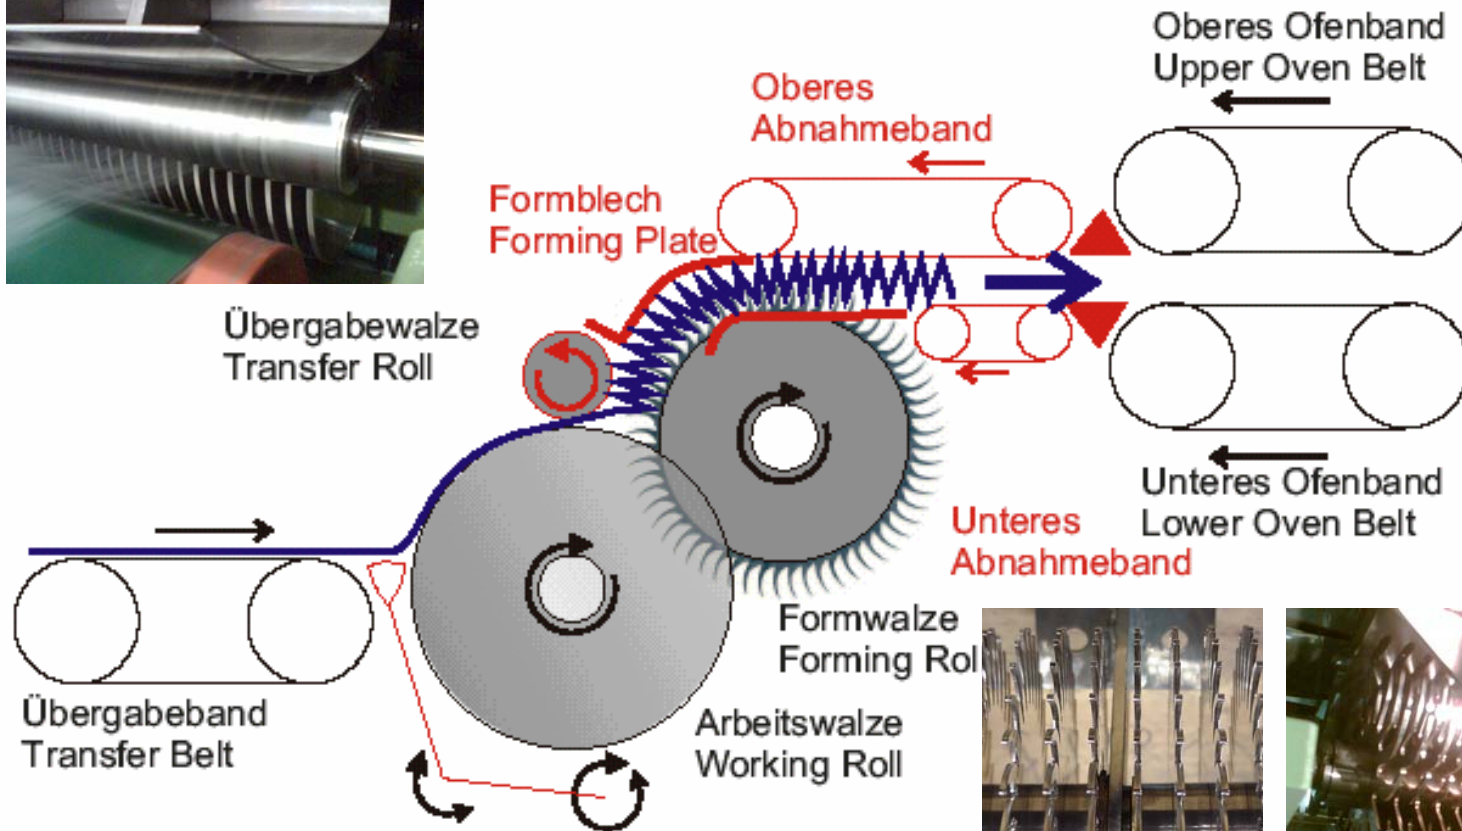 Oberes Ofenband
Upper Oven Belt
Oberes
Abnahmeband
Formblech
Forming Plate
Übergabewalze
Transfer Roll
Unteres Ofenband
Lower Oven Belt
Unteres
Abnahmeband
Formwalze
Forming Rol
Übergabeband
Transfer Belt
Arbeitswalze
Working Roll